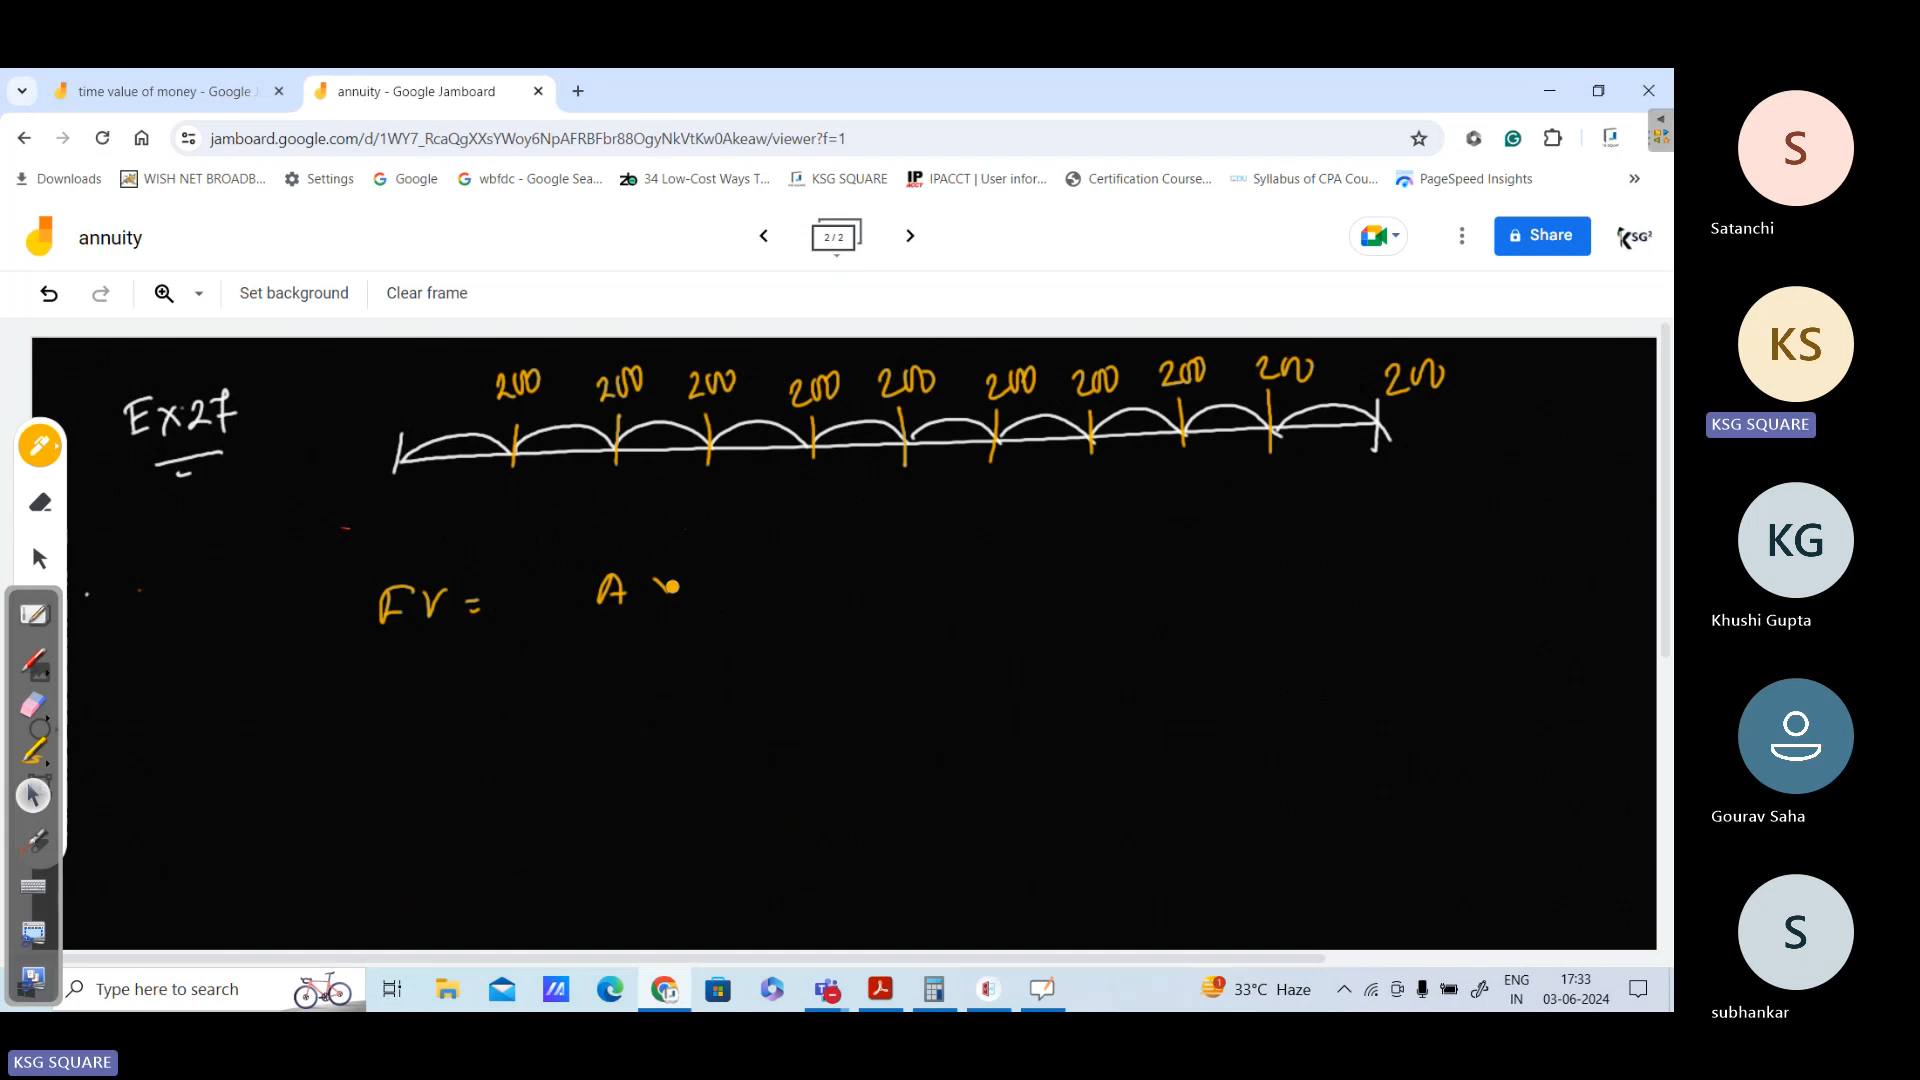 time value of money - Google J
annuity - Google Jamboard
jamboard.google.com/d/1WY7_RcaQgXXsYWoy6NpAFRBFbr88OgyNkVtKw0Akeaw/viewer?f=1
Downloads
WISH NET BROADB...
Settings
Google
wbfdc - Google Sea...
34 Low-Cost Ways T...
KSG SQUARE
IPACCT | User infor...
Certification Course...
Syllabus of CPA Cou...
PageSpeed Insights
annuity
2 / 2
Share
KSG²
Set background
Clear frame
Ex:27
200 200 200 200 200 200 200 200 200 200
FV = A
Type here to search
33°C Haze
ENG
IN
17:33
03-06-2024
S
Satanchi
KS
KSG SQUARE
KG
Khushi Gupta
Gourav Saha
S
subhankar
KSG SQUARE